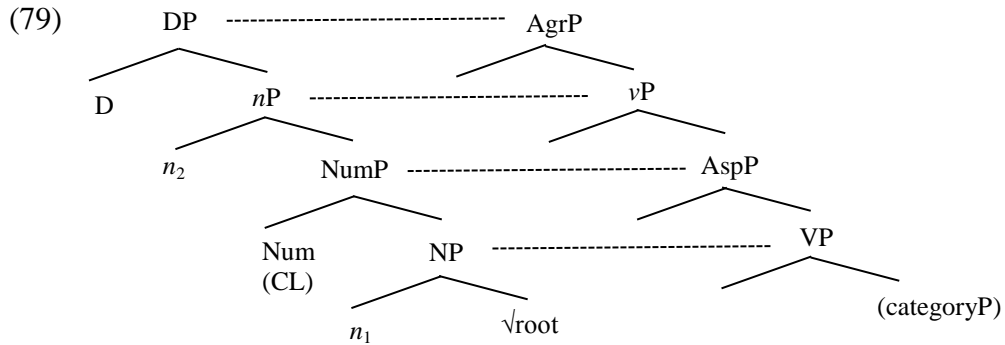 (79) DP AgrP
D nP vP
n₂ NumP AspP
Num NP VP
(CL) (categoryP)
n₁ √root